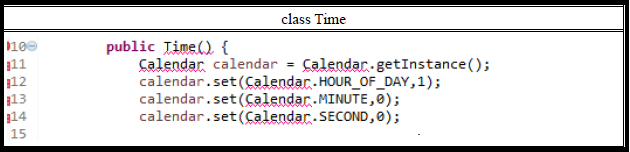 class Time
10 public Time() {
11 Calendar calendar = Calendar.getInstance();
12 calendar.set(Calendar.HOUR_OF_DAY,1);
13 calendar.set(Calendar.MINUTE,0);
14 calendar.set(Calendar.SECOND,0);
15